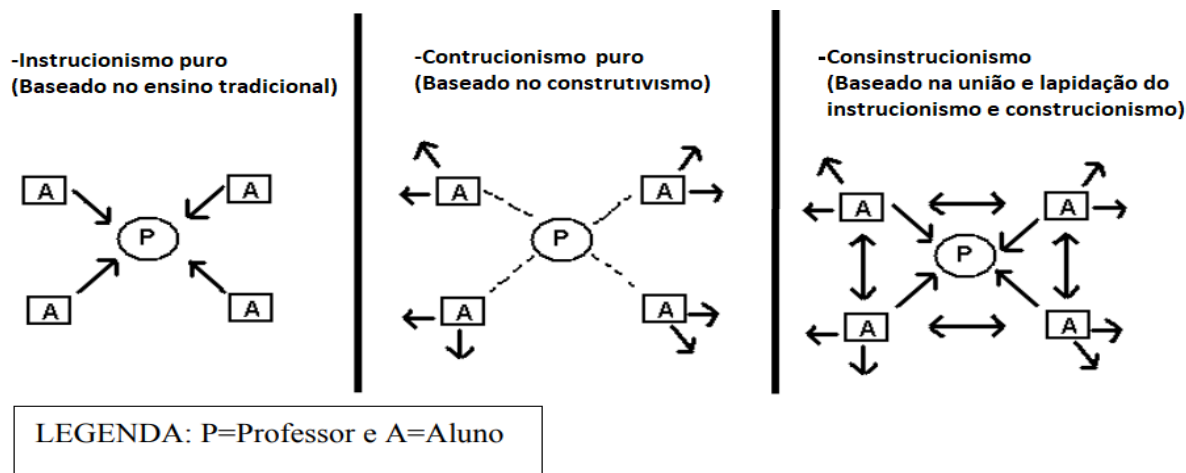 -Instrucionismo puro
(Baseado no ensino tradicional)
A
A
P
A
A
-Contrucionismo puro
(Baseado no construtivismo)
A
A
P
A
A
-Consinstrucionismo
(Baseado na união e lapidação do
instrucionismo e construcionismo)
A
A
P
A
A
LEGENDA: P=Professor e A=Aluno